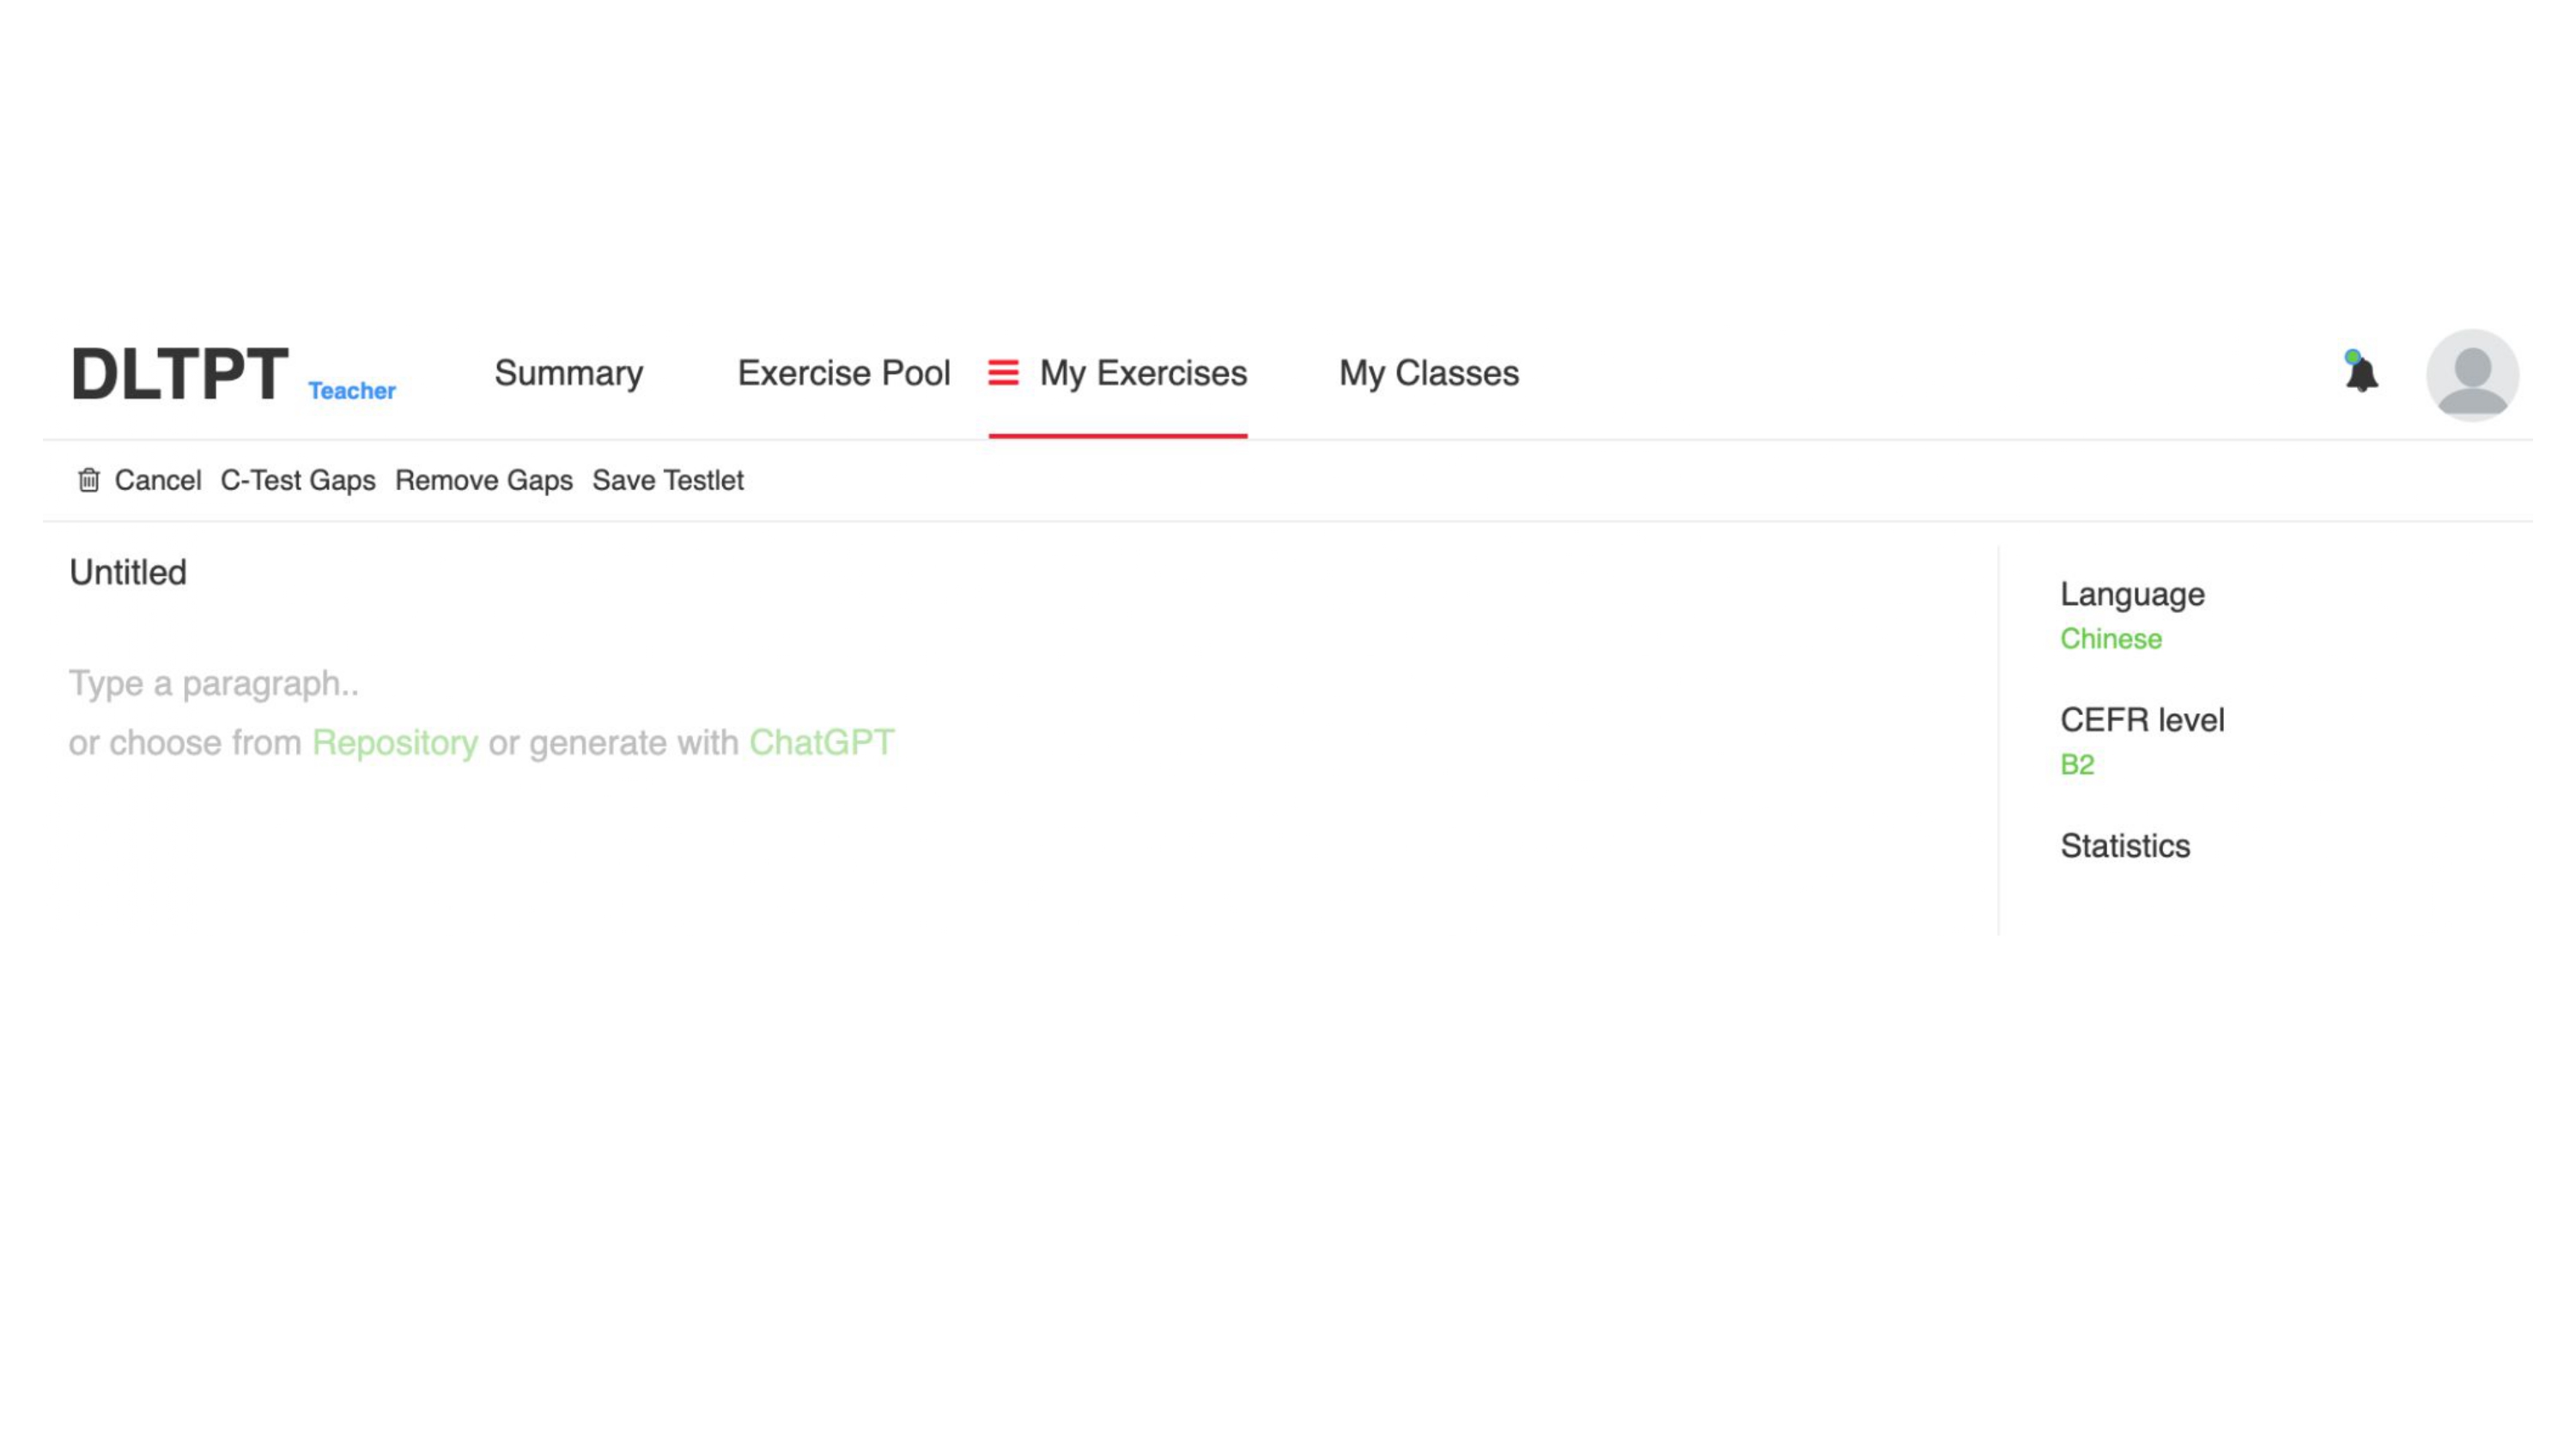 DLTPT Teacher Summary Exercise Pool My Exercises My Classes
Cancel C-Test Gaps Remove Gaps Save Testlet
Untitled
Type a paragraph..
or choose from Repository or generate with ChatGPT
Language
Chinese
CEFR level
B2
Statistics